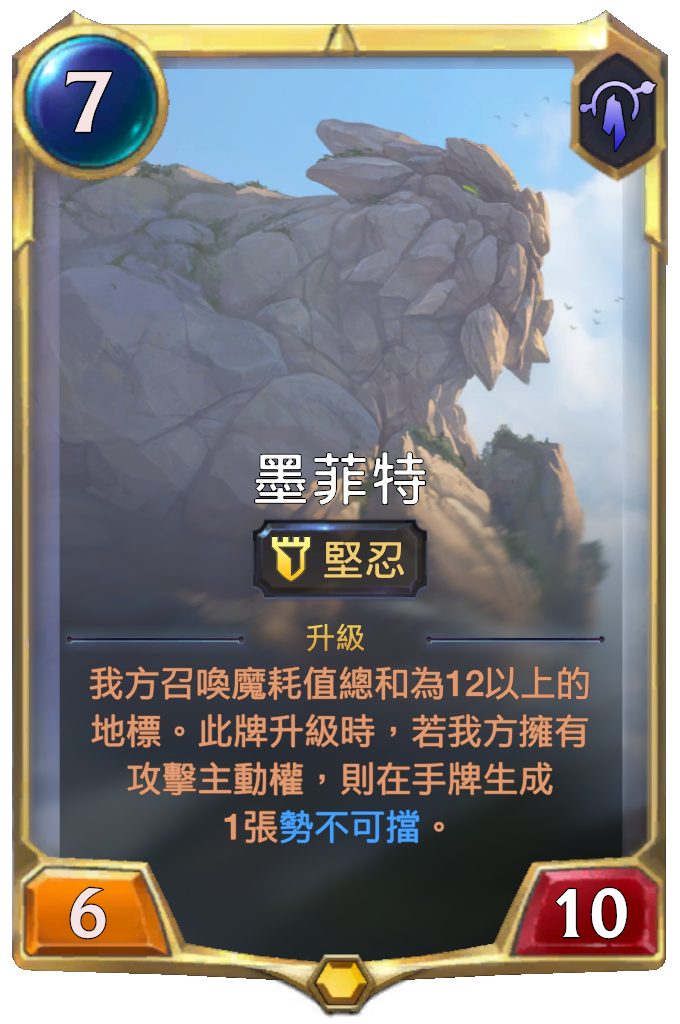 7
墨菲特
堅忍
升級
我方召喚魔耗值總和為12以上的
地標。此牌升級時,若我方擁有
攻擊主動權,則在手牌生成
1張勢不可擋。
6
10